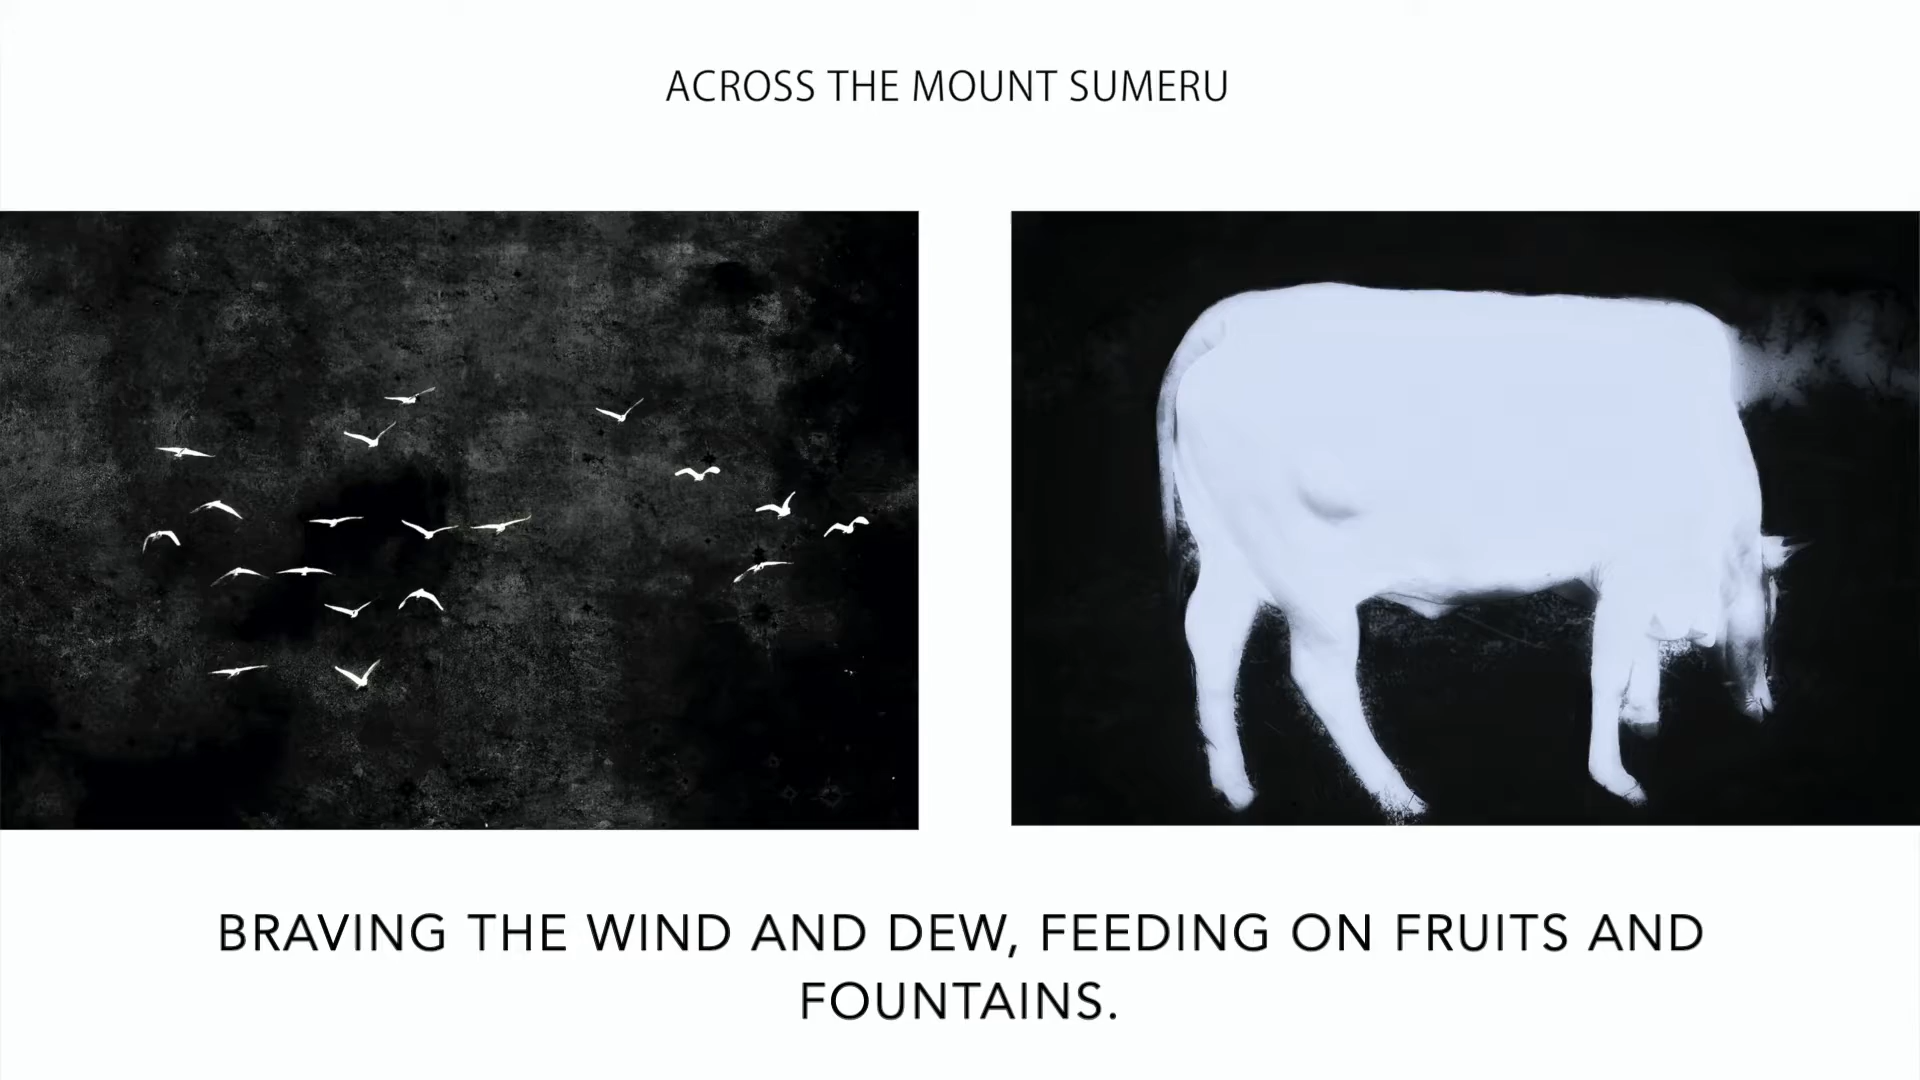 ACROSS THE MOUNT SUMERU
BRAVING THE WIND AND DEW, FEEDING ON FRUITS AND
FOUNTAINS.